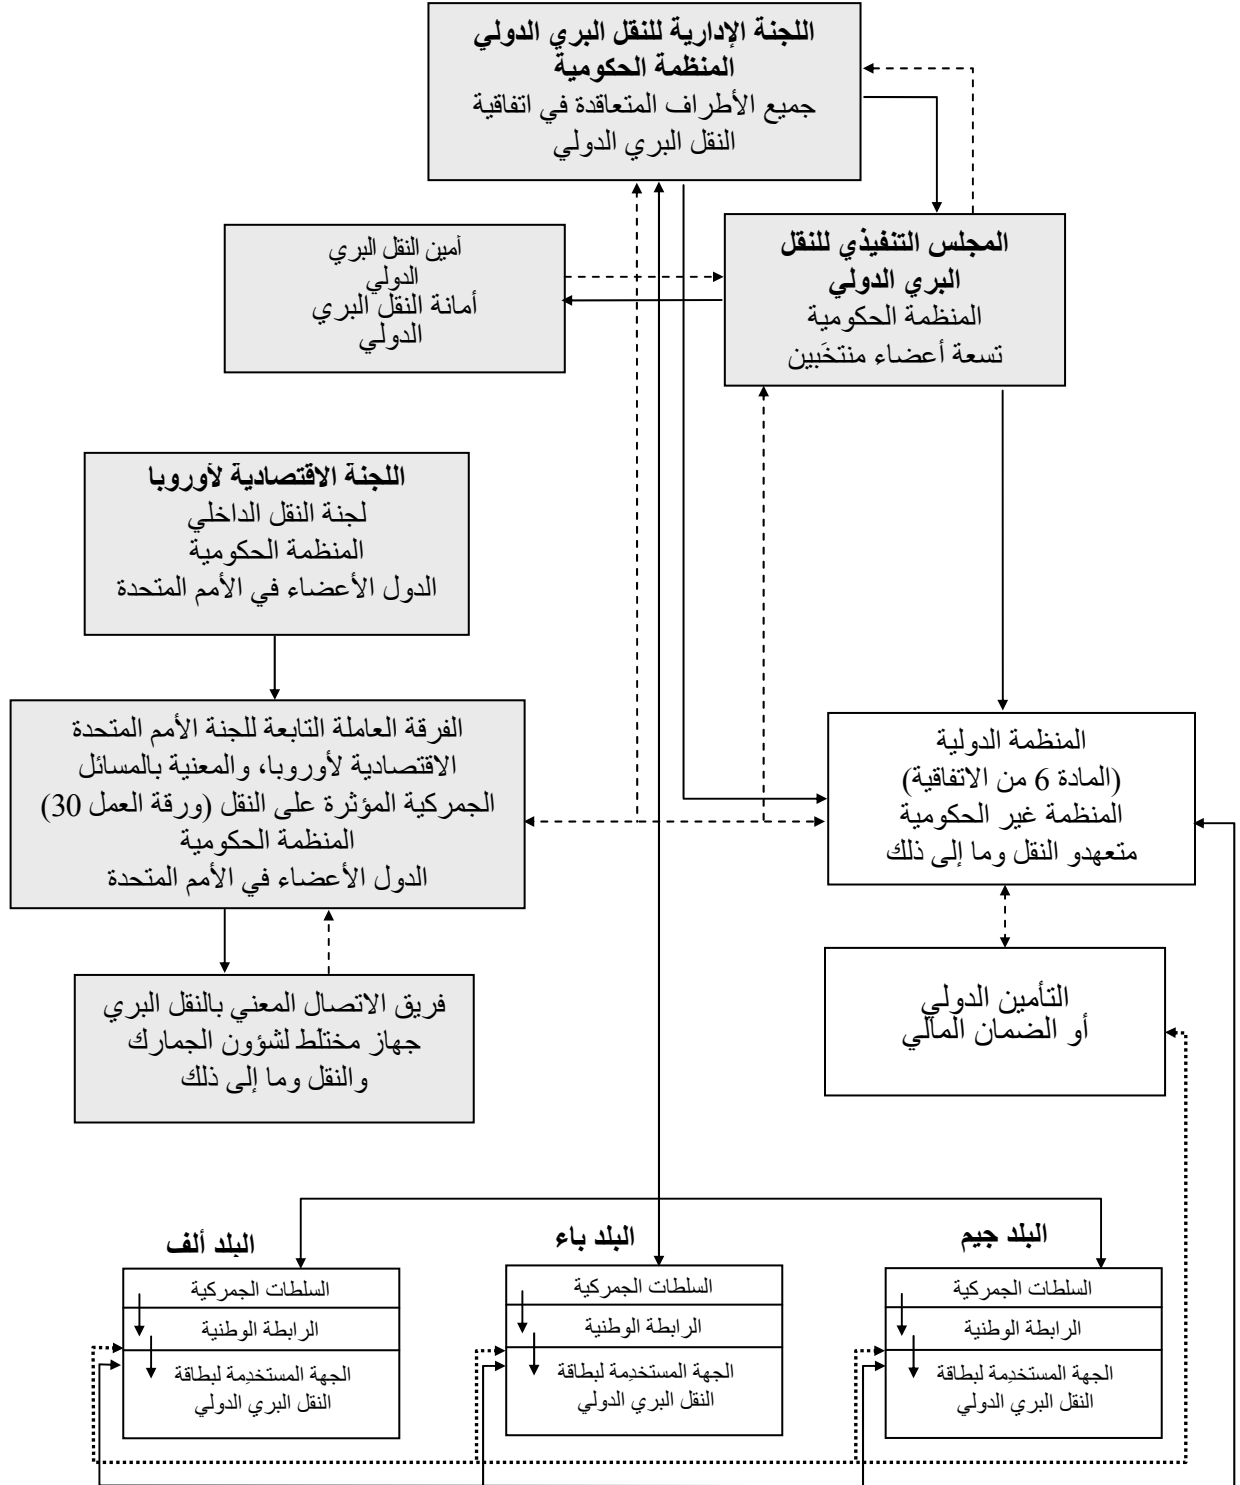 اللجنة الإدارية للنقل البري الدولي
المنظمة الحكومية
جميع الأطراف المتعاقدة في اتفاقية
النقل البري الدولي
المجلس التنفيذي للنقل
البري الدولي
المنظمة الحكومية
تسعة أعضاء منتخَبين
أمين النقل البري
الدولي
أمانة النقل البري
الدولي
اللجنة الاقتصادية لأوروبا
لجنة النقل الداخلي
المنظمة الحكومية
الدول الأعضاء في الأمم المتحدة
الفرقة العاملة التابعة للجنة الأمم المتحدة
الاقتصادية لأوروبا، والمعنية بالمسائل
الجمركية المؤثرة على النقل (ورقة العمل 30)
المنظمة الحكومية
الدول الأعضاء في الأمم المتحدة
المنظمة الدولية
(المادة 6 من الاتفاقية)
المنظمة غير الحكومية
متعهدو النقل وما إلى ذلك
فريق الاتصال المعني بالنقل البري
جهاز مختلط لشؤون الجمارك
والنقل وما إلى ذلك
التأمين الدولي
أو الضمان المالي
البلد جيم
السلطات الجمركية
الرابطة الوطنية
الجهة المستخدِمة لبطاقة
النقل البري الدولي
البلد باء
السلطات الجمركية
الرابطة الوطنية
الجهة المستخدِمة لبطاقة
النقل البري الدولي
البلد ألف
السلطات الجمركية
الرابطة الوطنية
الجهة المستخدِمة لبطاقة
النقل البري الدولي